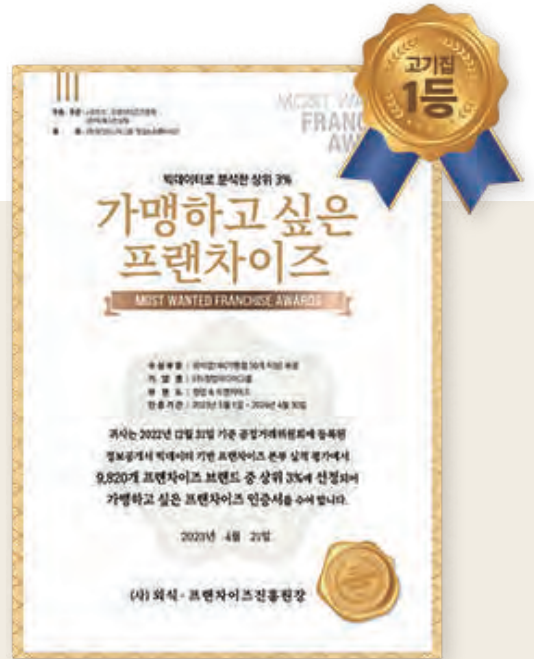 고기집
1등
MOST WA
FRANC
AW
빅데이터로 분석한 상위 3%
가맹하고 싶은
프랜차이즈
MOST WANTED FRANCHISE AWARDS
귀사는 2022년 12월 31일 기준 공정거래위원회에 등록된
정보공개서 빅데이터 기반 프랜차이즈 본부 실적 평가에서
9,820개 프랜차이즈 브랜드 중 상위 3%에 선정되어
가맹하고 싶은 프랜차이즈 인증서를 수여 합니다.
2023년 4월 21일
(사) 외식·프랜차이즈진흥원장